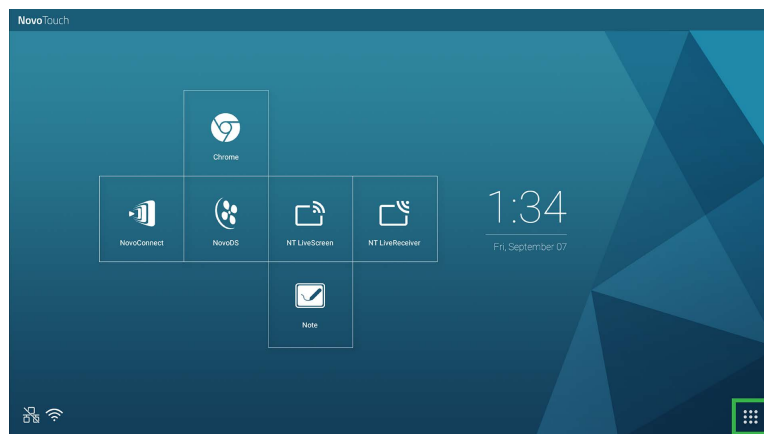 NovoTouch
Chrome
NovoConnect
NovoDS
NT LiveScreen
NT LiveReceiver
1:34
Fri, September 07
Note